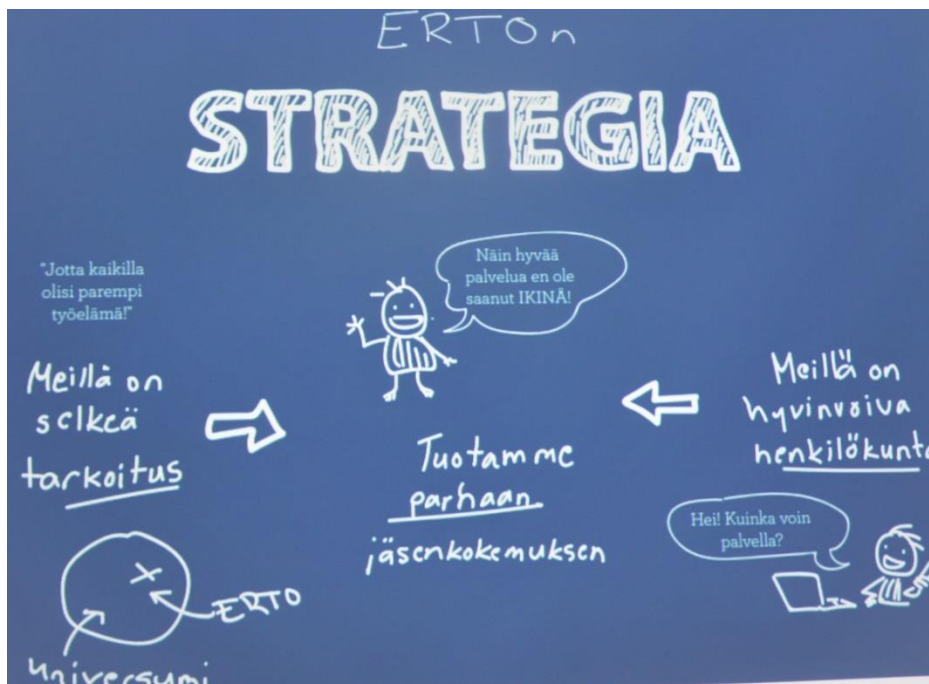 ERTOn
STRATEGIA
"Jotta kaikilla
olisi parempi
työelämä!"
Meillä on
selkeä
tarkoitus
ERTO
universumi
Näin hyvää
palvelua en ole
saanut IKINÄ!
Tuotamme
parhaan
jäsenkokemuksen
Meillä on
hyvinvoiva
henkilökunta
Hei! Kuinka voin
palvella?